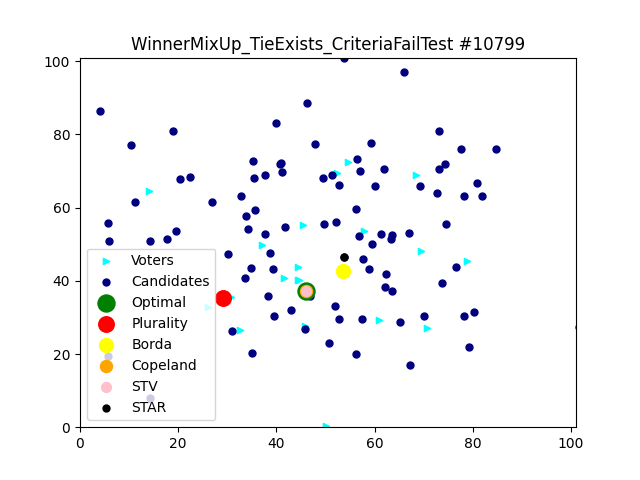 WinnerMixUp_TieExists_CriteriaFailTest #10799
100
80
60
40
20
0
Voters
Candidates
Optimal
Plurality
Borda
Copeland
STV
STAR
0 20 40 60 80 100